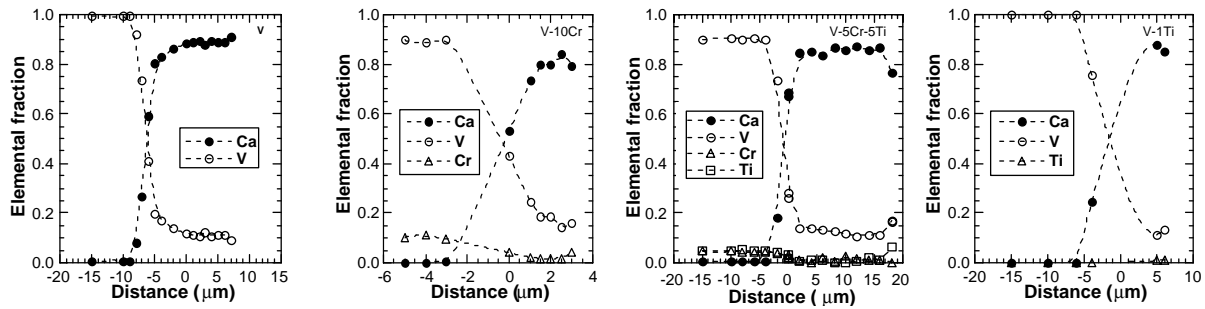 Elemental fraction
1.0
0.8
0.6
0.4
0.2
0.0
V
Ca
V
-20 -15 -10 -5 0 5 10 15
Distance (μm)
Elemental fraction
1.0
0.8
0.6
0.4
0.2
0.0
V-10Cr
Ca
V
Cr
-6 -4 -2 0 2 4
Distance (μm)
Elemental fraction
1.0
0.8
0.6
0.4
0.2
0.0
V-5Cr-5Ti
Ca
V
Cr
Ti
-20 -15 -10 -5 0 5 10 15 20
Distance (μm)
Elemental fraction
1.0
0.8
0.6
0.4
0.2
0.0
V-1Ti
Ca
V
Ti
-20 -15 -10 -5 0 5 10
Distance (μm)